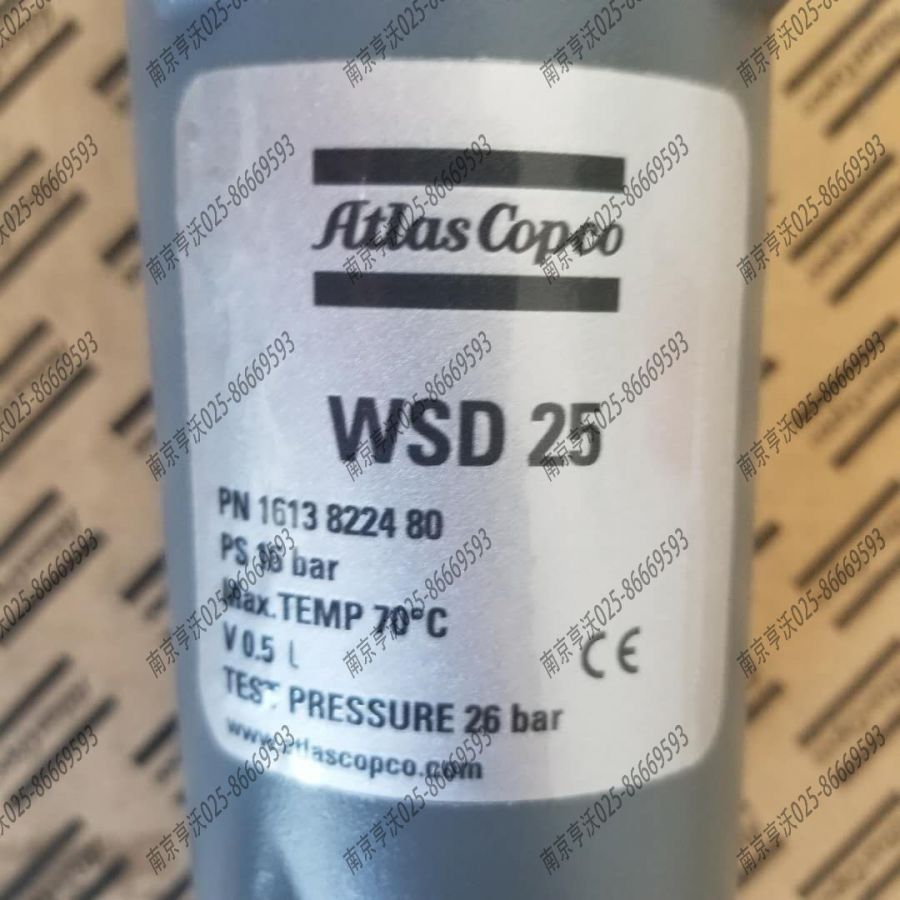 Atlas Copco
WSD 25
PN 1613 8224 80
PS 16 bar
Max. TEMP 70°C
V 0.5 L
CE
TEST PRESSURE 26 bar
www.atlascopco.com
南京亨沃025-86669593